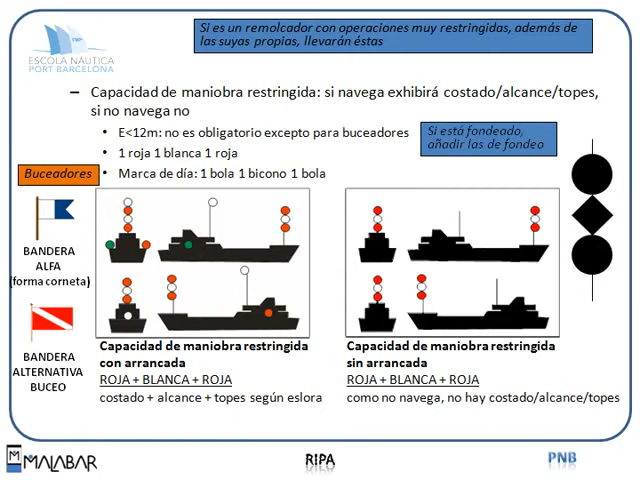 Si es un remolcador con operaciones muy restringidas, además de
las suyas propias, llevarán éstas
ESCOLA NÀUTICA
PORT BARCELONA
– Capacidad de maniobra restringida: si navega exhibirá costado/alcance/topes,
si no navega no
• E<12m: no es obligatorio excepto para buceadores
• 1 roja 1 blanca 1 roja
• Marca de día: 1 bola 1 bicono 1 bola
Si está fondeado,
añadir las de fondeo
Buceadores
BANDERA
ALFA
(forma corneta)
BANDERA
ALTERNATIVA
BUCEO
Capacidad de maniobra restringida
con arrancada
ROJA + BLANCA + ROJA
costado + alcance + topes según eslora
Capacidad de maniobra restringida
sin arrancada
ROJA + BLANCA + ROJA
como no navega, no hay costado/alcance/topes
MALABAR
RIPA
PNB